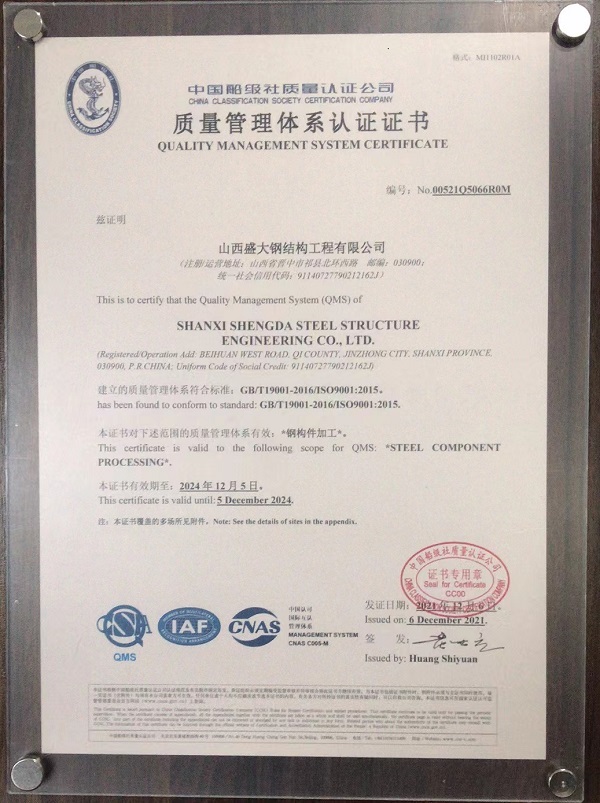 格式：MJ1102R01A
中国船级社质量认证公司
CHINA CLASSIFICATION SOCIETY CERTIFICATION COMPANY
质量管理体系认证证书
QUALITY MANAGEMENT SYSTEM CERTIFICATE
编号：No.00521Q5066R0M
兹证明
山西盛大钢结构工程有限公司
（注册/运营地址：山西省晋中市祁县北环西路 邮编：030900；
统一社会信用代码：91140727790212162J）
This is to certify that the Quality Management System (QMS) of
SHANXI SHENGDA STEEL STRUCTURE
ENGINEERING CO., LTD.
(Registered/Operation Add: BEIHUAN WEST ROAD, QI COUNTY, JINZHONG CITY, SHANXI PROVINCE,
030900, P.R.CHINA; Uniform Code of Social Credit: 91140727790212162J)
建立的质量管理体系符合标准：GB/T19001-2016/ISO9001:2015。
has been found to conform to standard: GB/T19001-2016/ISO9001:2015.
本证书对下述范围的质量管理体系有效：*钢构件加工*。
This certificate is valid to the following scope for QMS: *STEEL COMPONENT
PROCESSING*.
本证书有效期至：2024 年 12 月 5 日。
This certificate is valid until: 5 December 2024.
注：本证书覆盖的多场所见附件。Note: See the details of sites in the appendix.
中国船级社质量认证公司
证书专用章
Seal for Certificate
CC00
发证日期：2021 年 12 月 6 日。
Issued on: 6 December 2021.
签 发：
Issued by: Huang Shiyuan
QMS
IAF
CNAS
中国认可
国际互认
管理体系
MANAGEMENT SYSTEM
CNAS C005-M